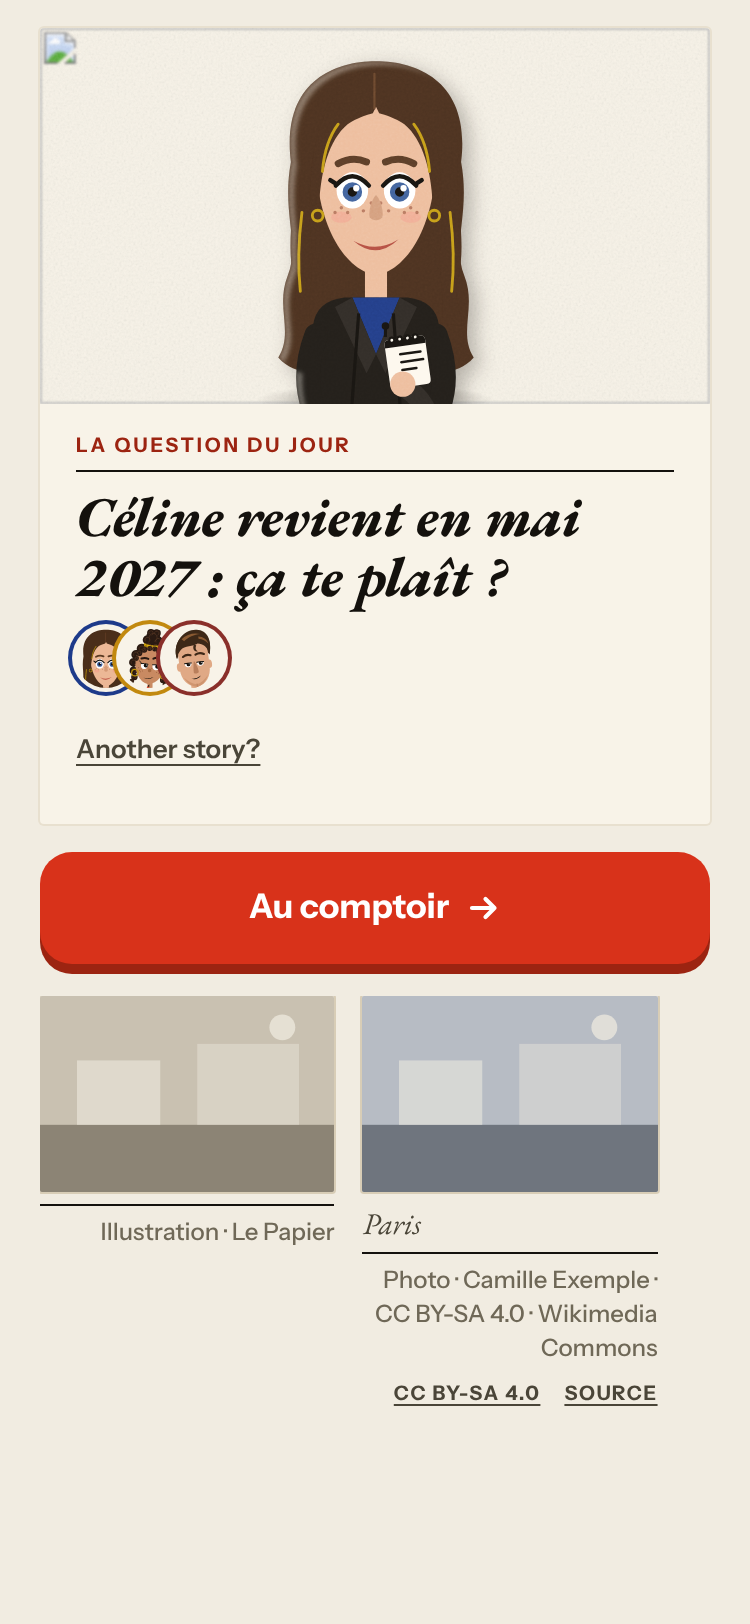 LA QUESTION DU JOUR
Céline revient en mai
2027 : ça te plaît ?
Another story?
Au comptoir →
Illustration · Le Papier
Paris
Photo · Camille Exemple ·
CC BY-SA 4.0 · Wikimedia
Commons
CC BY-SA 4.0 SOURCE